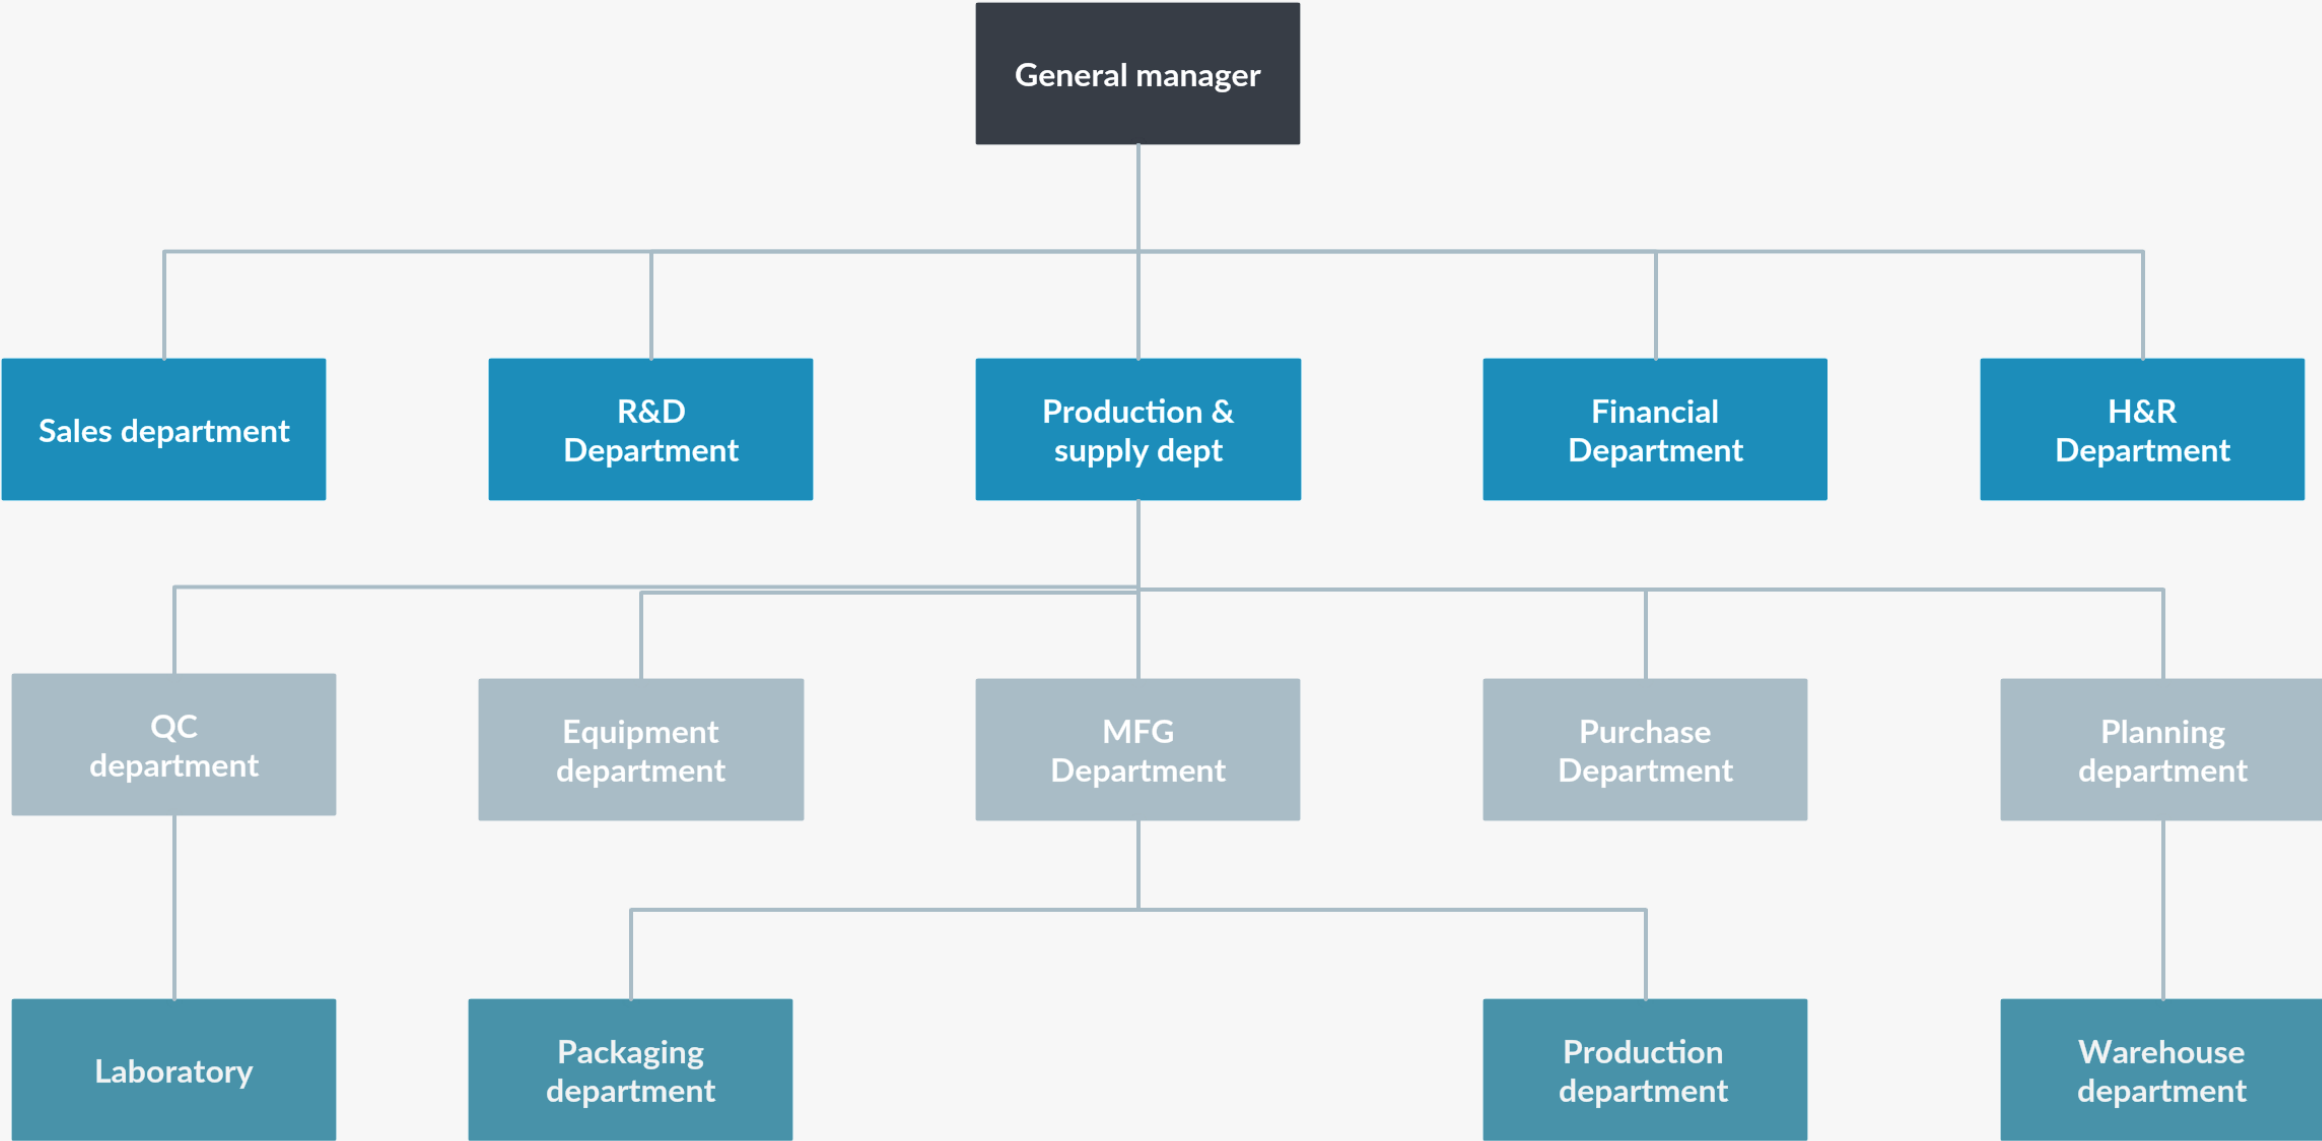 General manager
Sales department
R&D
Department
Production &
supply dept
Financial
Department
H&R
Department
QC
department
Equipment
department
MFG
Department
Purchase
Department
Planning
department
Laboratory
Packaging
department
Production
department
Warehouse
department